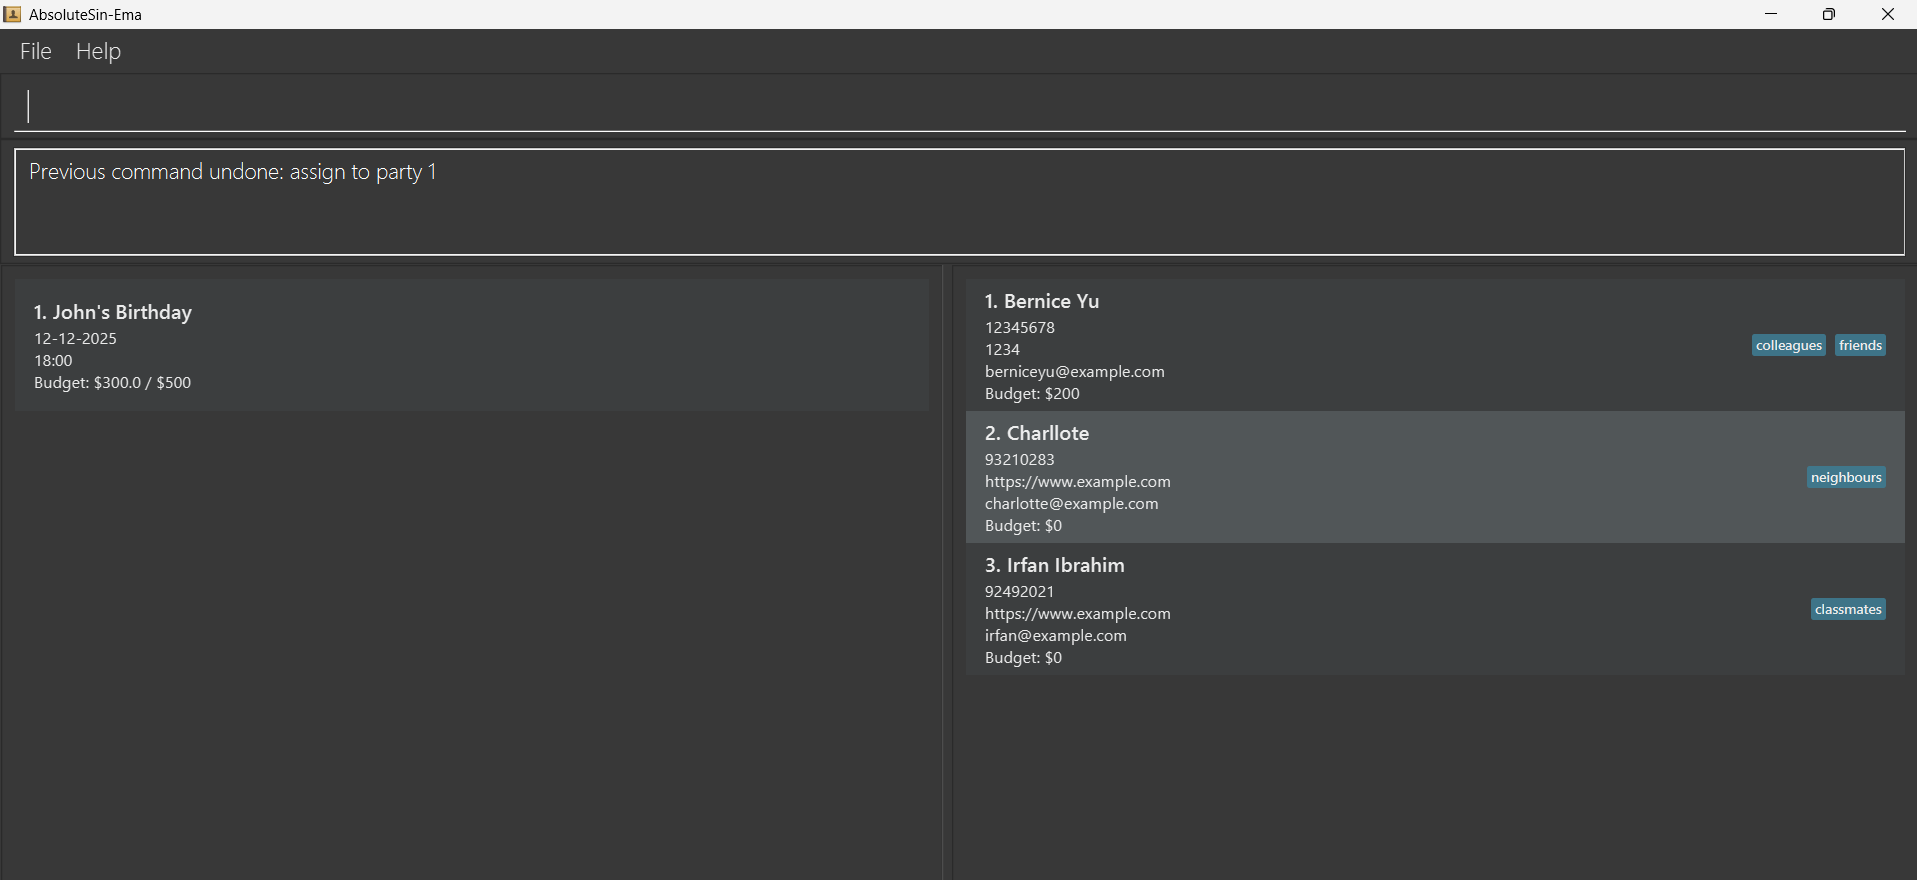 AbsoluteSin-Ema
File Help
Previous command undone: assign to party 1
1. John's Birthday
12-12-2025
18:00
Budget: $300.0 / $500
1. Bernice Yu
12345678
1234
berniceyu@example.com
Budget: $200
colleagues friends
2. Charllote
93210283
https://www.example.com
charlotte@example.com
Budget: $0
neighbours
3. Irfan Ibrahim
92492021
https://www.example.com
irfan@example.com
Budget: $0
classmates